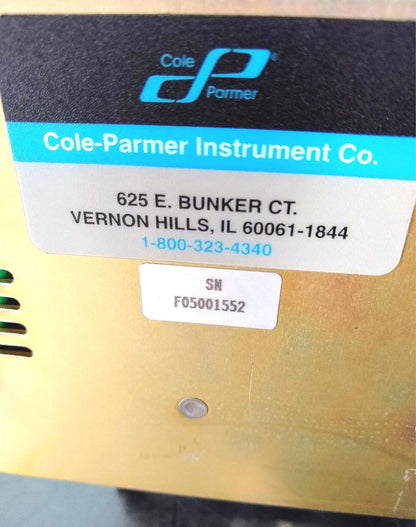 Cole
Parmer®
Cole-Parmer Instrument Co.
625 E. BUNKER CT.
VERNON HILLS, IL 60061-1844
1-800-323-4340
SN
F05001552